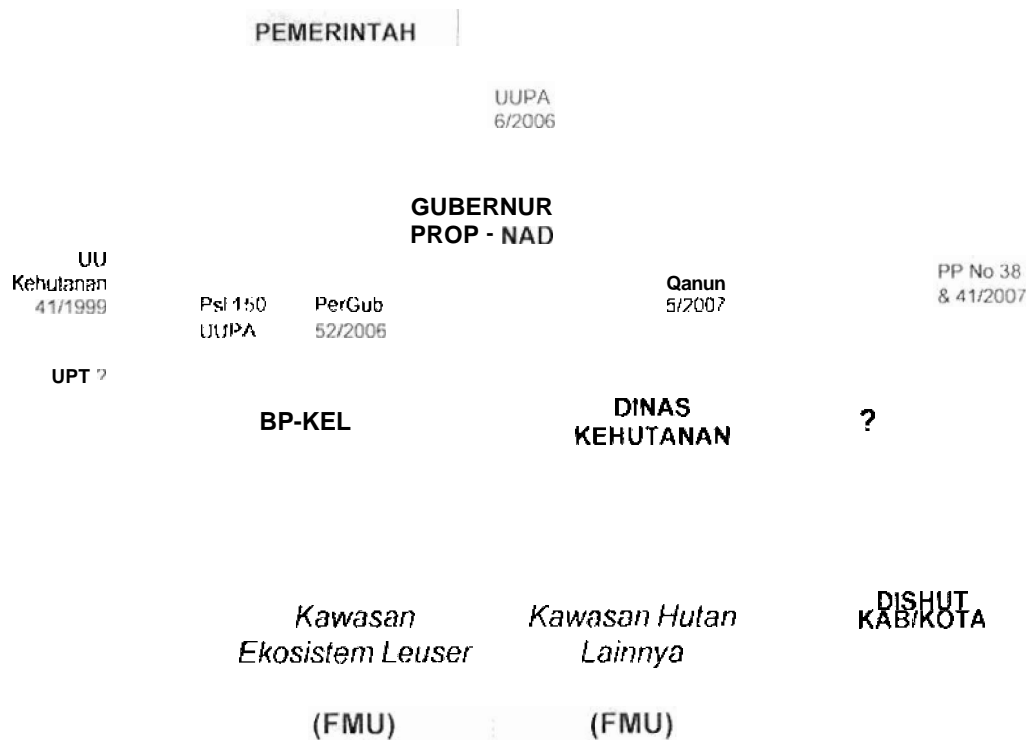 PEMERINTAH
UUPA
6/2006
GUBERNUR
PROP - NAD
UU
Kehutanan
41/1999
Psl 150
UUPA
PerGub
52/2006
Qanun
5/2007
PP No 38
& 41/2007
UPT ?
BP-KEL
DINAS
KEHUTANAN
?
Kawasan
Ekosistem Leuser
Kawasan Hutan
Lainnya
DISHUT
KAB/KOTA
(FMU)
(FMU)